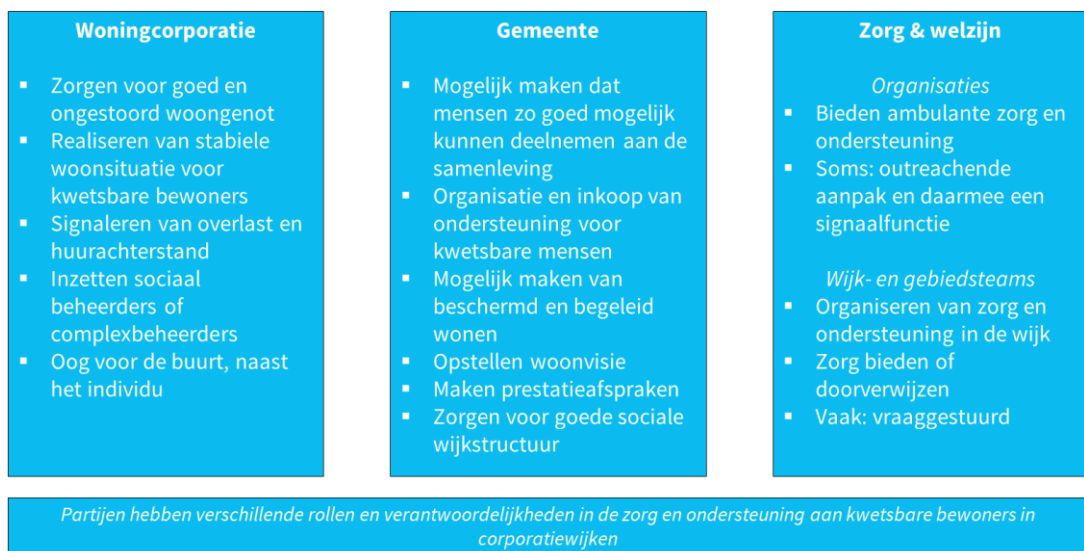 Woningcorporatie
▪ Zorgen voor goed en
ongestoord woongenot
▪ Realiseren van stabiele
woonsituatie voor
kwetsbare bewoners
▪ Signaleren van overlast en
huurachterstand
▪ Inzetten sociaal
beheerders of
complexbeheerders
▪ Oog voor de buurt, naast
het individu
Gemeente
▪ Mogelijk maken dat
mensen zo goed mogelijk
kunnen deelnemen aan de
samenleving
▪ Organisatie en inkoop van
ondersteuning voor
kwetsbare mensen
▪ Mogelijk maken van
beschermd en begeleid
wonen
▪ Opstellen woonvisie
▪ Maken prestatieafspraken
▪ Zorgen voor goede sociale
wijkstructuur
Zorg & welzijn
Organisaties
▪ Bieden ambulante zorg en
ondersteuning
▪ Soms: outreachende
aanpak en daarmee een
signaalfunctie
Wijk- en gebiedsteams
▪ Organiseren van zorg en
ondersteuning in de wijk
▪ Zorg bieden of
doorverwijzen
▪ Vaak: vraaggestuurd
Partijen hebben verschillende rollen en verantwoordelijkheden in de zorg en ondersteuning aan kwetsbare bewoners in
corporatiewijken